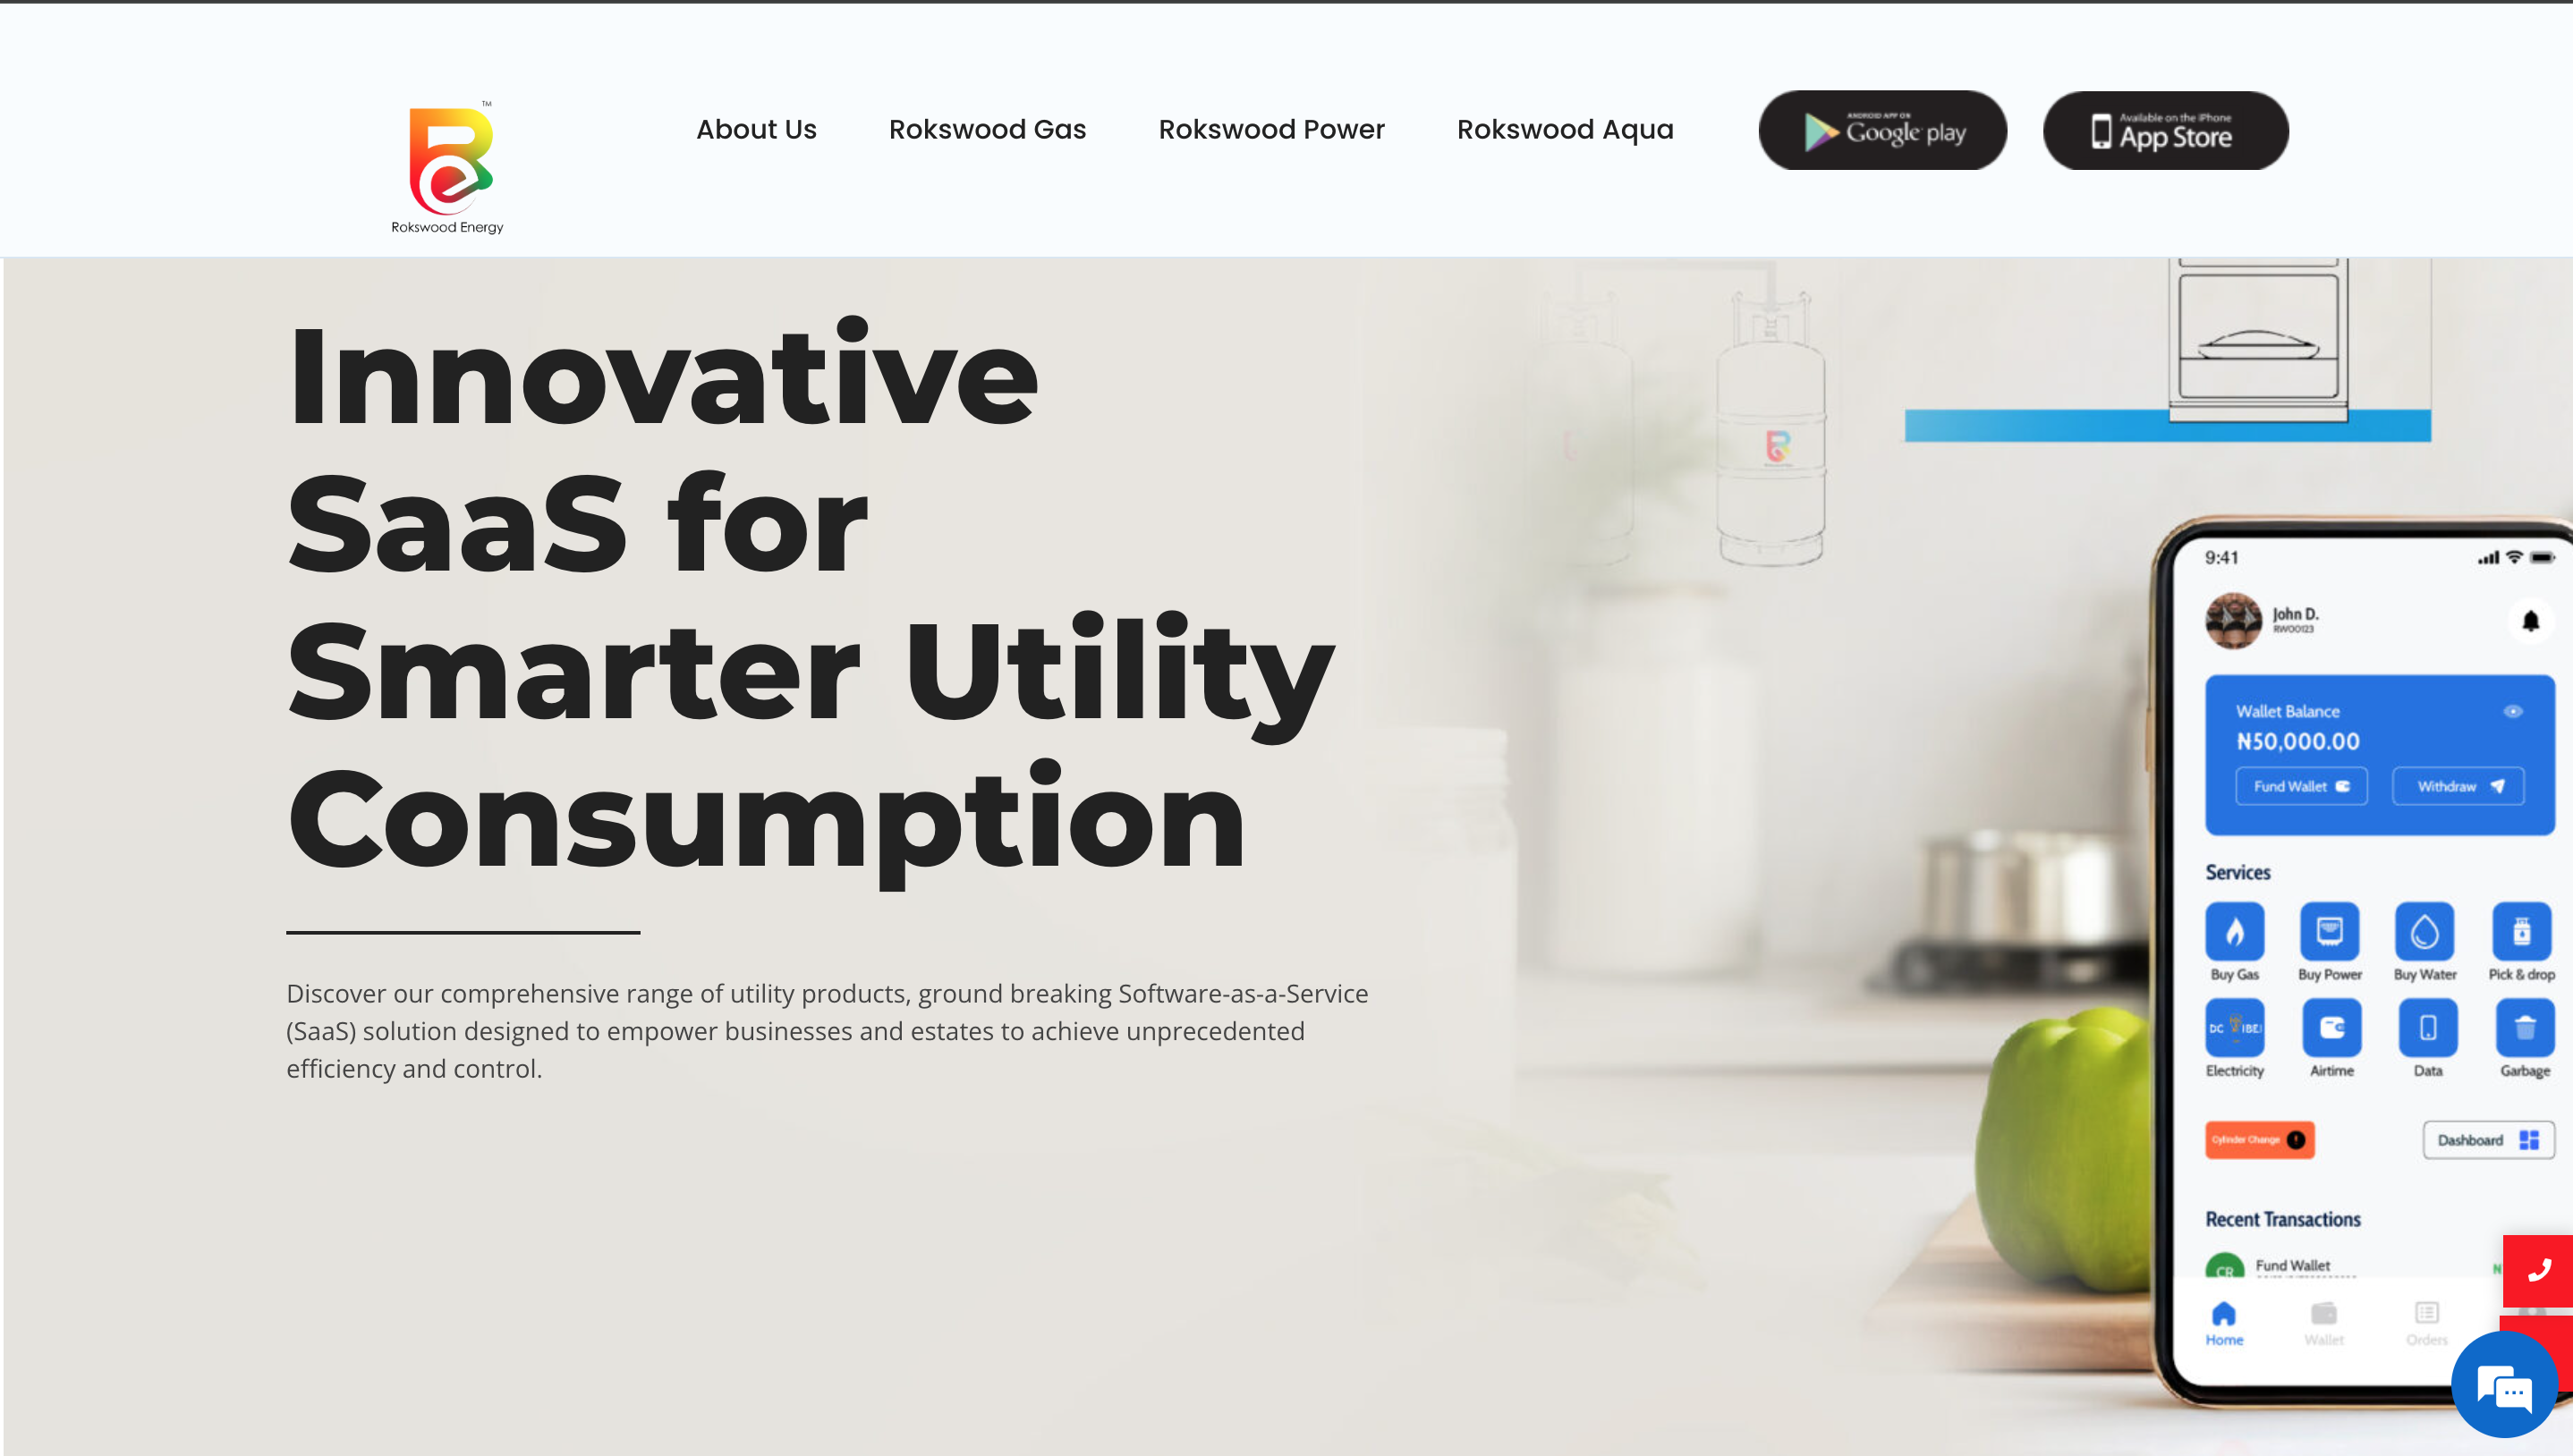 TM
Rokswood Energy
About Us
Rokswood Gas
Rokswood Power
Rokswood Aqua
ANDROID APP ON
Google play
Available on the iPhone
App Store
Innovative
SaaS for
Smarter Utility
Consumption
Discover our comprehensive range of utility products, ground breaking Software-as-a-Service
(SaaS) solution designed to empower businesses and estates to achieve unprecedented
efficiency and control.
9:41
John D.
RW00123
Wallet Balance
₦50,000.00
Fund Wallet
Withdraw
Services
Buy Gas
Buy Power
Buy Water
Pick & drop
Electricity
Airtime
Data
Garbage
Cylinder Change
Dashboard
Recent Transactions
CR
Fund Wallet
Home
Wallet
Orders